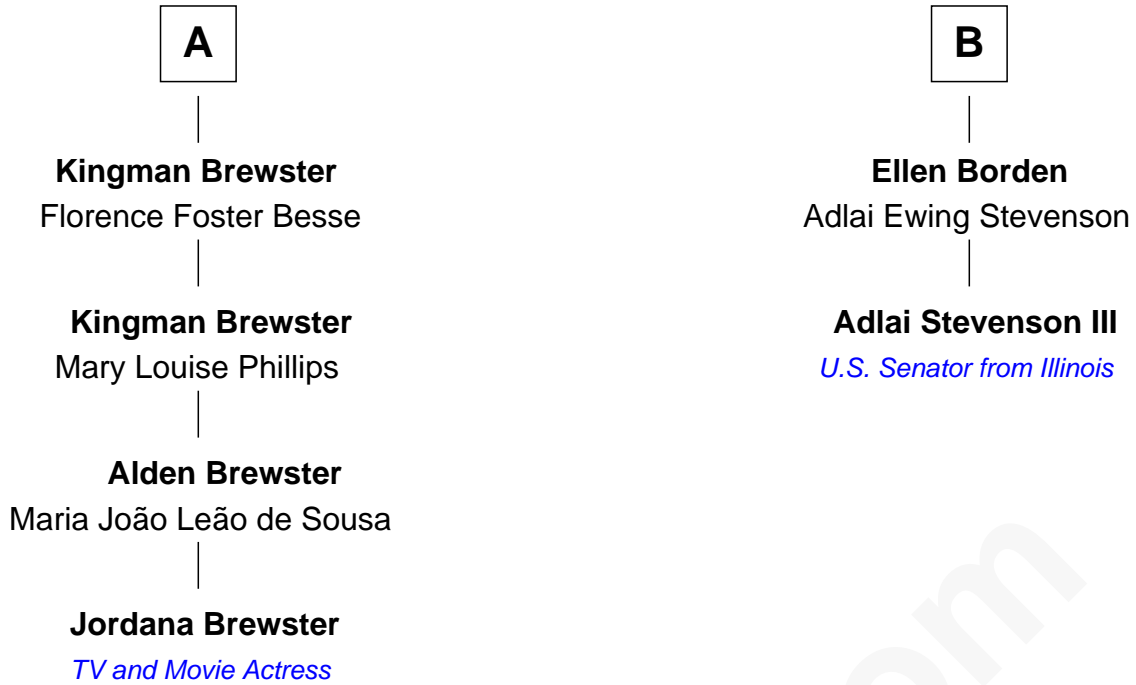 A
Kingman Brewster
Florence Foster Besse
Kingman Brewster
Mary Louise Phillips
Alden Brewster
Maria João Leão de Sousa
Jordana Brewster
TV and Movie Actress
B
Ellen Borden
Adlai Ewing Stevenson
Adlai Stevenson III
U.S. Senator from Illinois